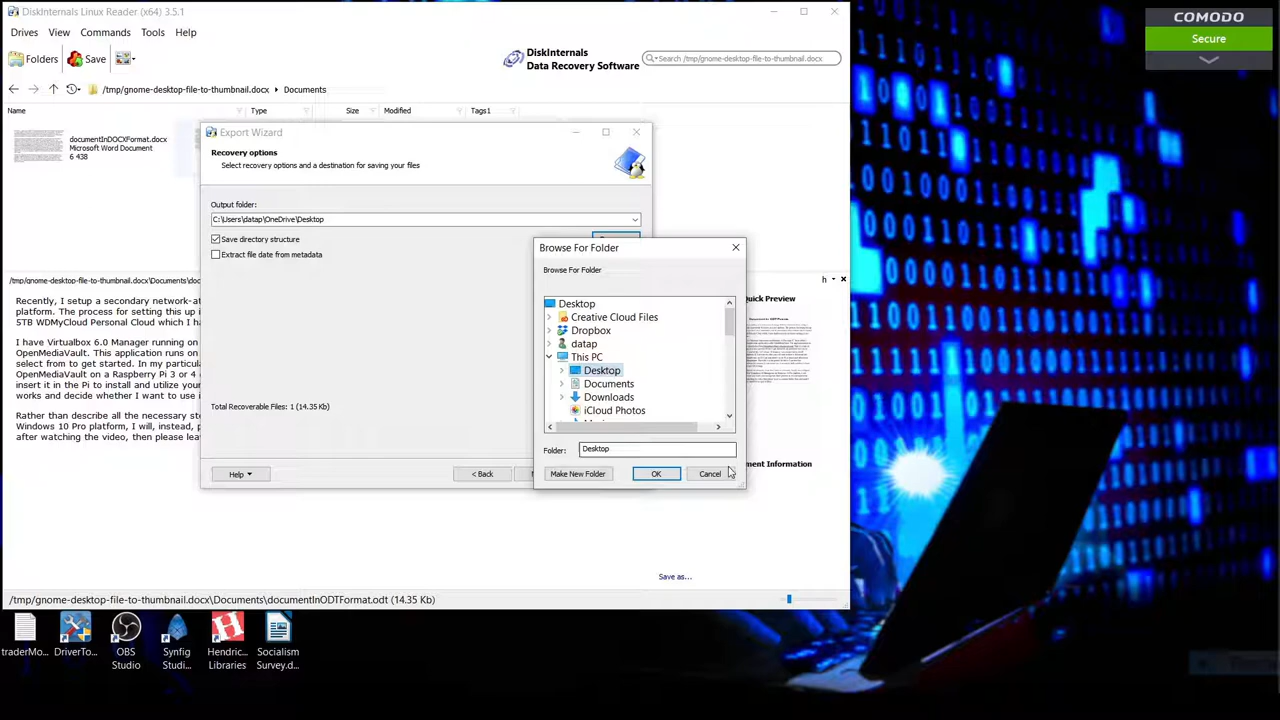 DiskInternals Linux Reader (x64) 3.5.1
COMODO
Secure
Drives View Commands Tools Help
Folders Save
DiskInternals
Data Recovery Software
Search /tmp/gnome-desktop-file-to-thumbnail.docx
/tmp/gnome-desktop-file-to-thumbnail.docx Documents
Name Type Size Modified Tags1
documentInDOCXFormat.docx
Microsoft Word Document
6 438
Export Wizard
Recovery options
Select recovery options and a destination for saving your files
Output folder:
C:\Users\datap\OneDrive\Desktop
Save directory structure
Extract file date from metadata
Total Recoverable Files: 1 (14.35 Kb)
Help
< Back
Browse For Folder
Browse For Folder
Desktop
Creative Cloud Files
Dropbox
datap
This PC
Desktop
Documents
Downloads
iCloud Photos
Folder: Desktop
Make New Folder OK Cancel
/tmp/gnome-desktop-file-to-thumbnail.docx\Documents\d
h
Recently, I setup a secondary network-at
platform. The process for setting this up i
5TB WDMyCloud Personal Cloud which I ha
I have Virtualbox VM Manager running on
OpenMediaVault. This application runs on
select from to get started. In my particula
OpenMediaVault on a Raspberry Pi 3 or 4
insert on it to install and utilize your
works and decide whether I want to use i
Rather than describe all the necessary st
Windows 10 Pro platform, I will, instead, p
after watching the video, then please lea
Quick Preview
ment Information
Save as...
/tmp/gnome-desktop-file-to-thumbnail.docx\Documents\documentInODTFormat.odt (14.35 Kb)
traderMo...
DriverTo...
OBS
Studio
Synfig
Studi...
Hendric...
Libraries
Socialism
Survey.d...